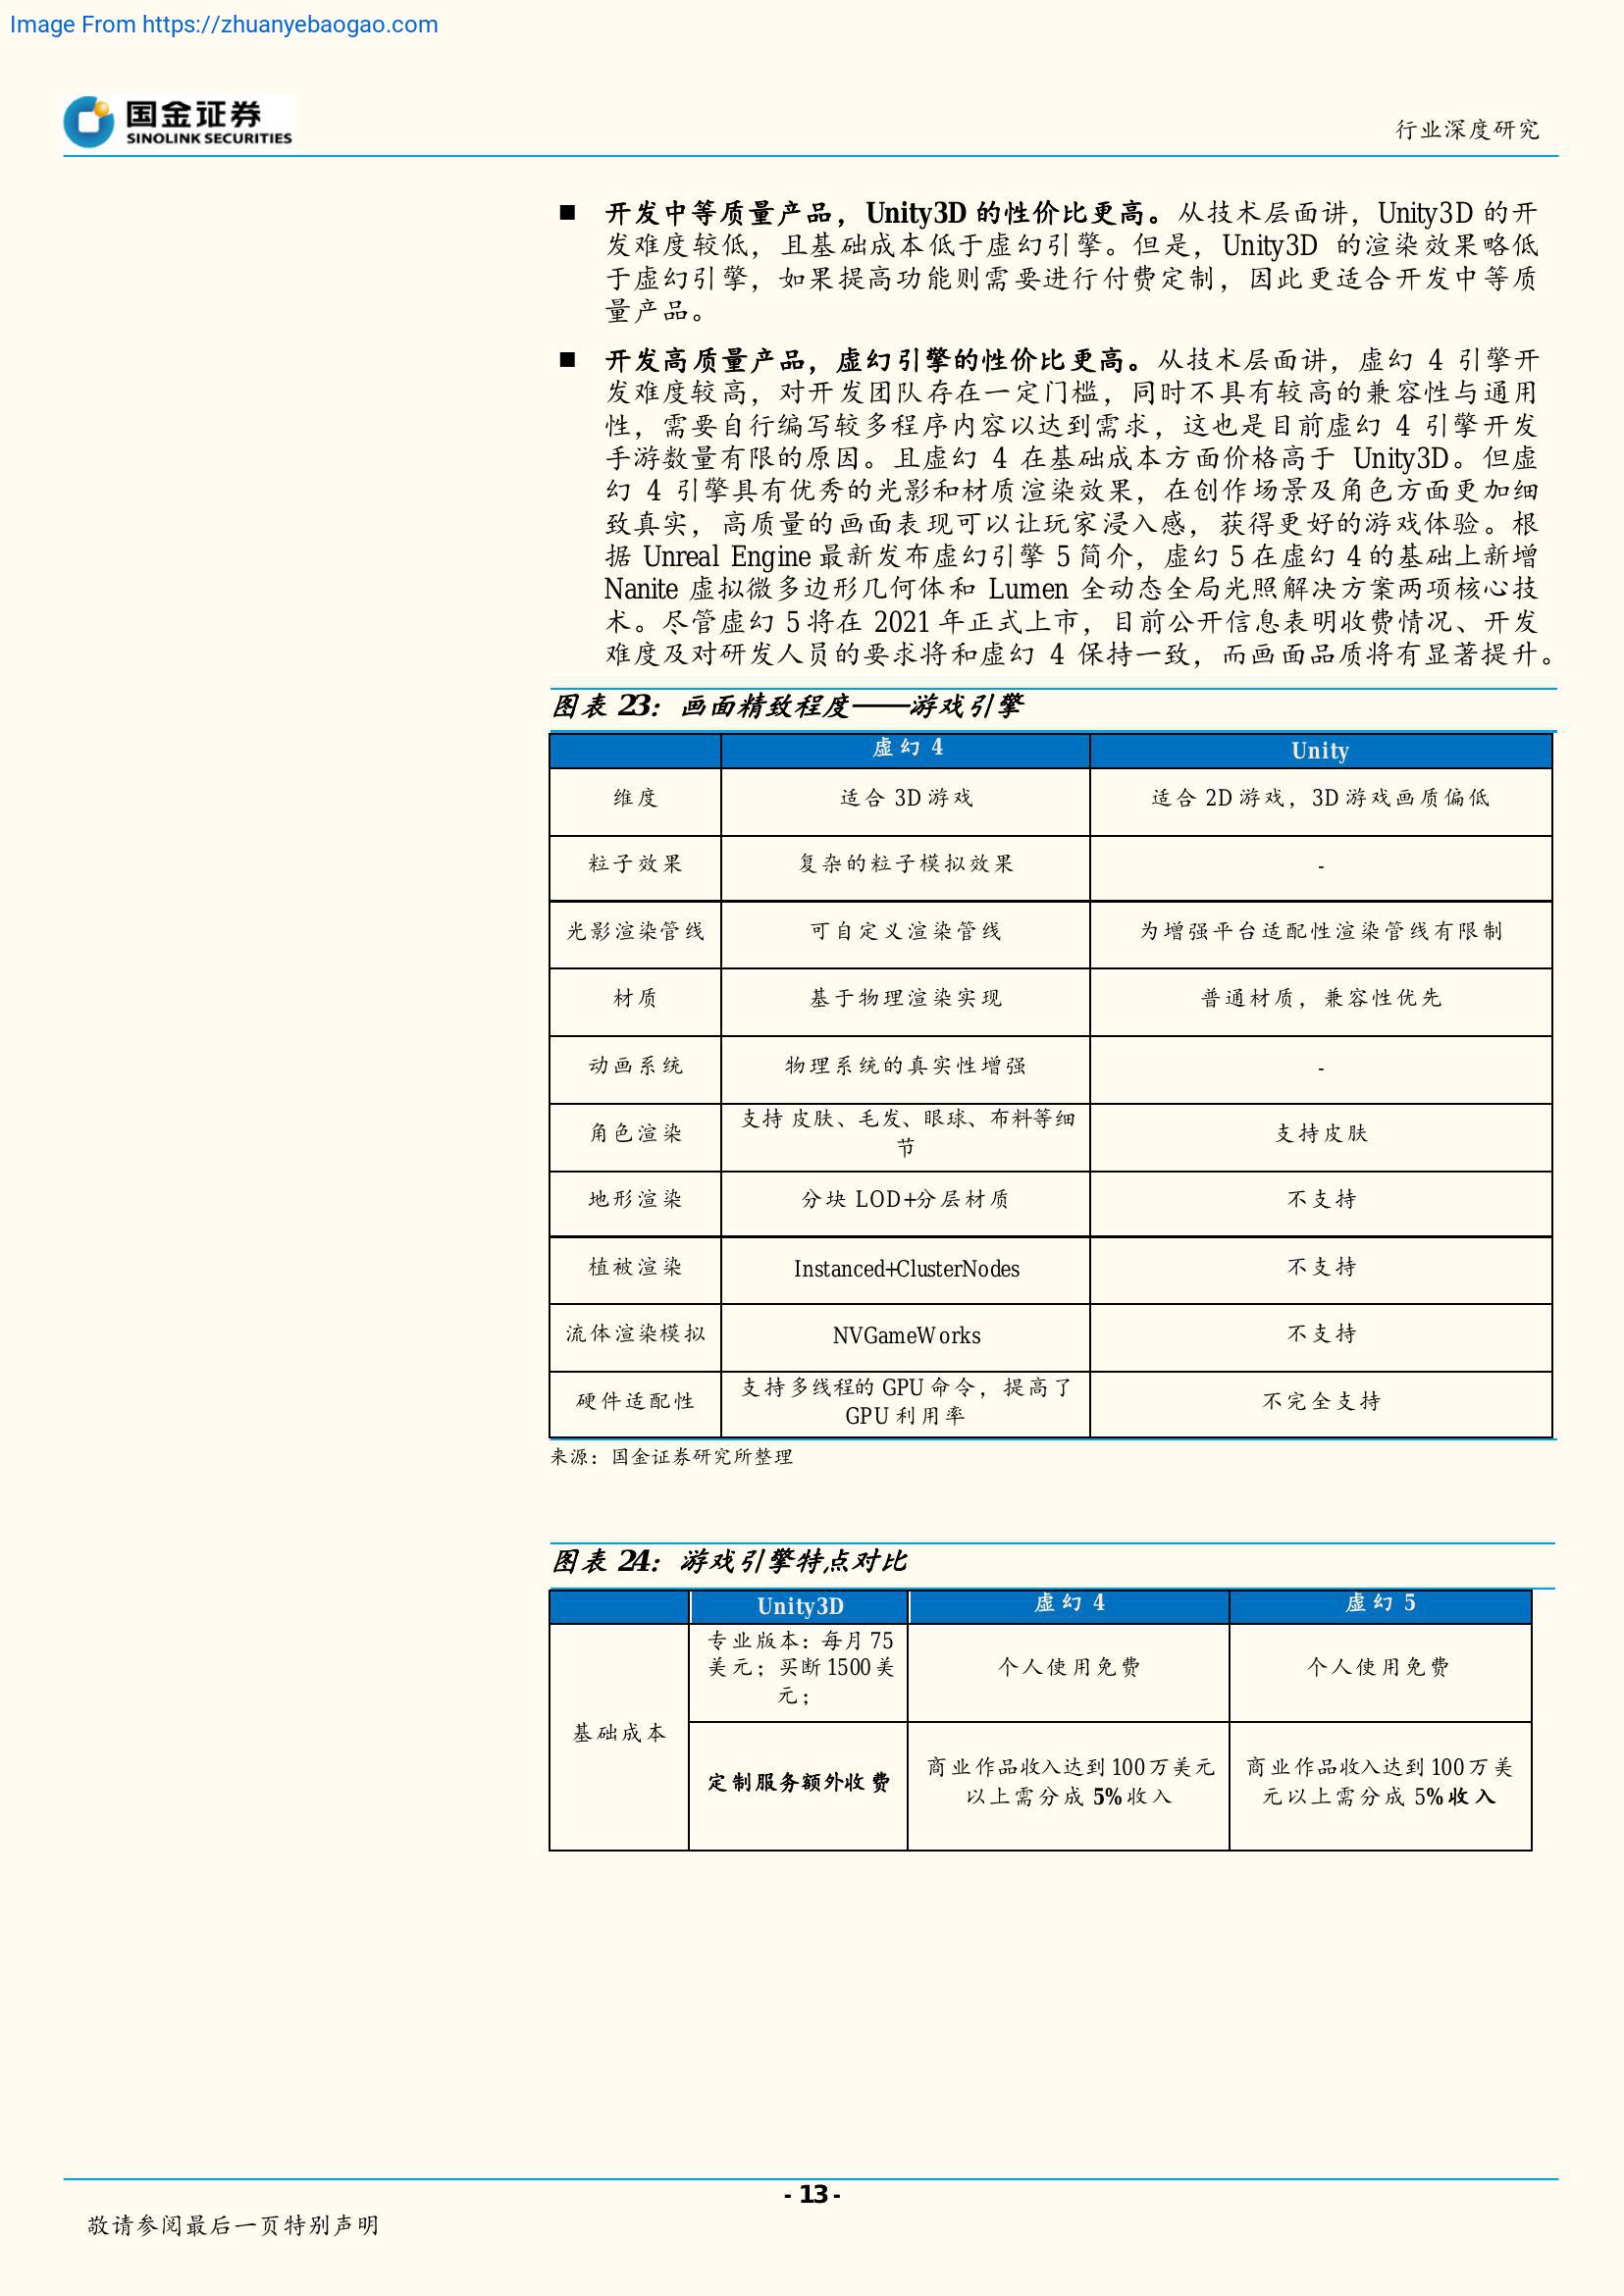 Image From https://zhuanyebaogao.com
国金证券
SINOLINK SECURITIES
行业深度研究
■ 开发中等质量产品，Unity3D 的性价比更高。从技术层面讲，Unity3D 的开
发难度较低，且基础成本低于虚幻引擎。但是，Unity3D 的渲染效果略低
于虚幻引擎，如果提高功能则需要进行付费定制，因此更适合开发中等质
量产品。
■ 开发高质量产品，虚幻引擎的性价比更高。从技术层面讲，虚幻 4 引擎开
发难度较高，对开发团队存在一定门槛，同时不具有较高的兼容性与通用
性，需要自行编写较多程序内容以达到需求，这也是目前虚幻 4 引擎开发
手游数量有限的原因。且虚幻 4 在基础成本方面价格高于 Unity3D。但虚
幻 4 引擎具有优秀的光影和材质渲染效果，在创作场景及角色方面更加细
致真实，高质量的画面表现可以让玩家浸入感，获得更好的游戏体验。根
据 Unreal Engine 最新发布虚幻引擎 5 简介，虚幻 5 在虚幻 4 的基础上新增
Nanite 虚拟微多边形几何体和 Lumen 全动态全局光照解决方案两项核心技
术。尽管虚幻 5 将在 2021 年正式上市，目前公开信息表明收费情况、开发
难度及对研发人员的要求将和虚幻 4 保持一致，而画面品质将有显著提升。
图表 23：画面精致程度——游戏引擎
虚幻 4 Unity
维度 适合 3D 游戏 适合 2D 游戏，3D 游戏画质偏低
粒子效果 复杂的粒子模拟效果 -
光影渲染管线 可自定义渲染管线 为增强平台适配性渲染管线有限制
材质 基于物理渲染实现 普通材质，兼容性优先
动画系统 物理系统的真实性增强 -
角色渲染 支持 皮肤、毛发、眼球、布料等细
节 支持皮肤
地形渲染 分块 LOD+分层材质 不支持
植被渲染 Instanced+ClusterNodes 不支持
流体渲染模拟 NVGameWorks 不支持
硬件适配性 支持多线程的 GPU 命令，提高了
GPU 利用率 不完全支持
来源：国金证券研究所整理
图表 24：游戏引擎特点对比
Unity3D 虚幻 4 虚幻 5
基础成本
专业版本：每月 75
美元；买断 1500 美
元；
个人使用免费
个人使用免费
定制服务额外收费
商业作品收入达到 100 万美元
以上需分成 5%收入
商业作品收入达到 100 万美
元以上需分成 5%收入
- 13 -
敬请参阅最后一页特别声明